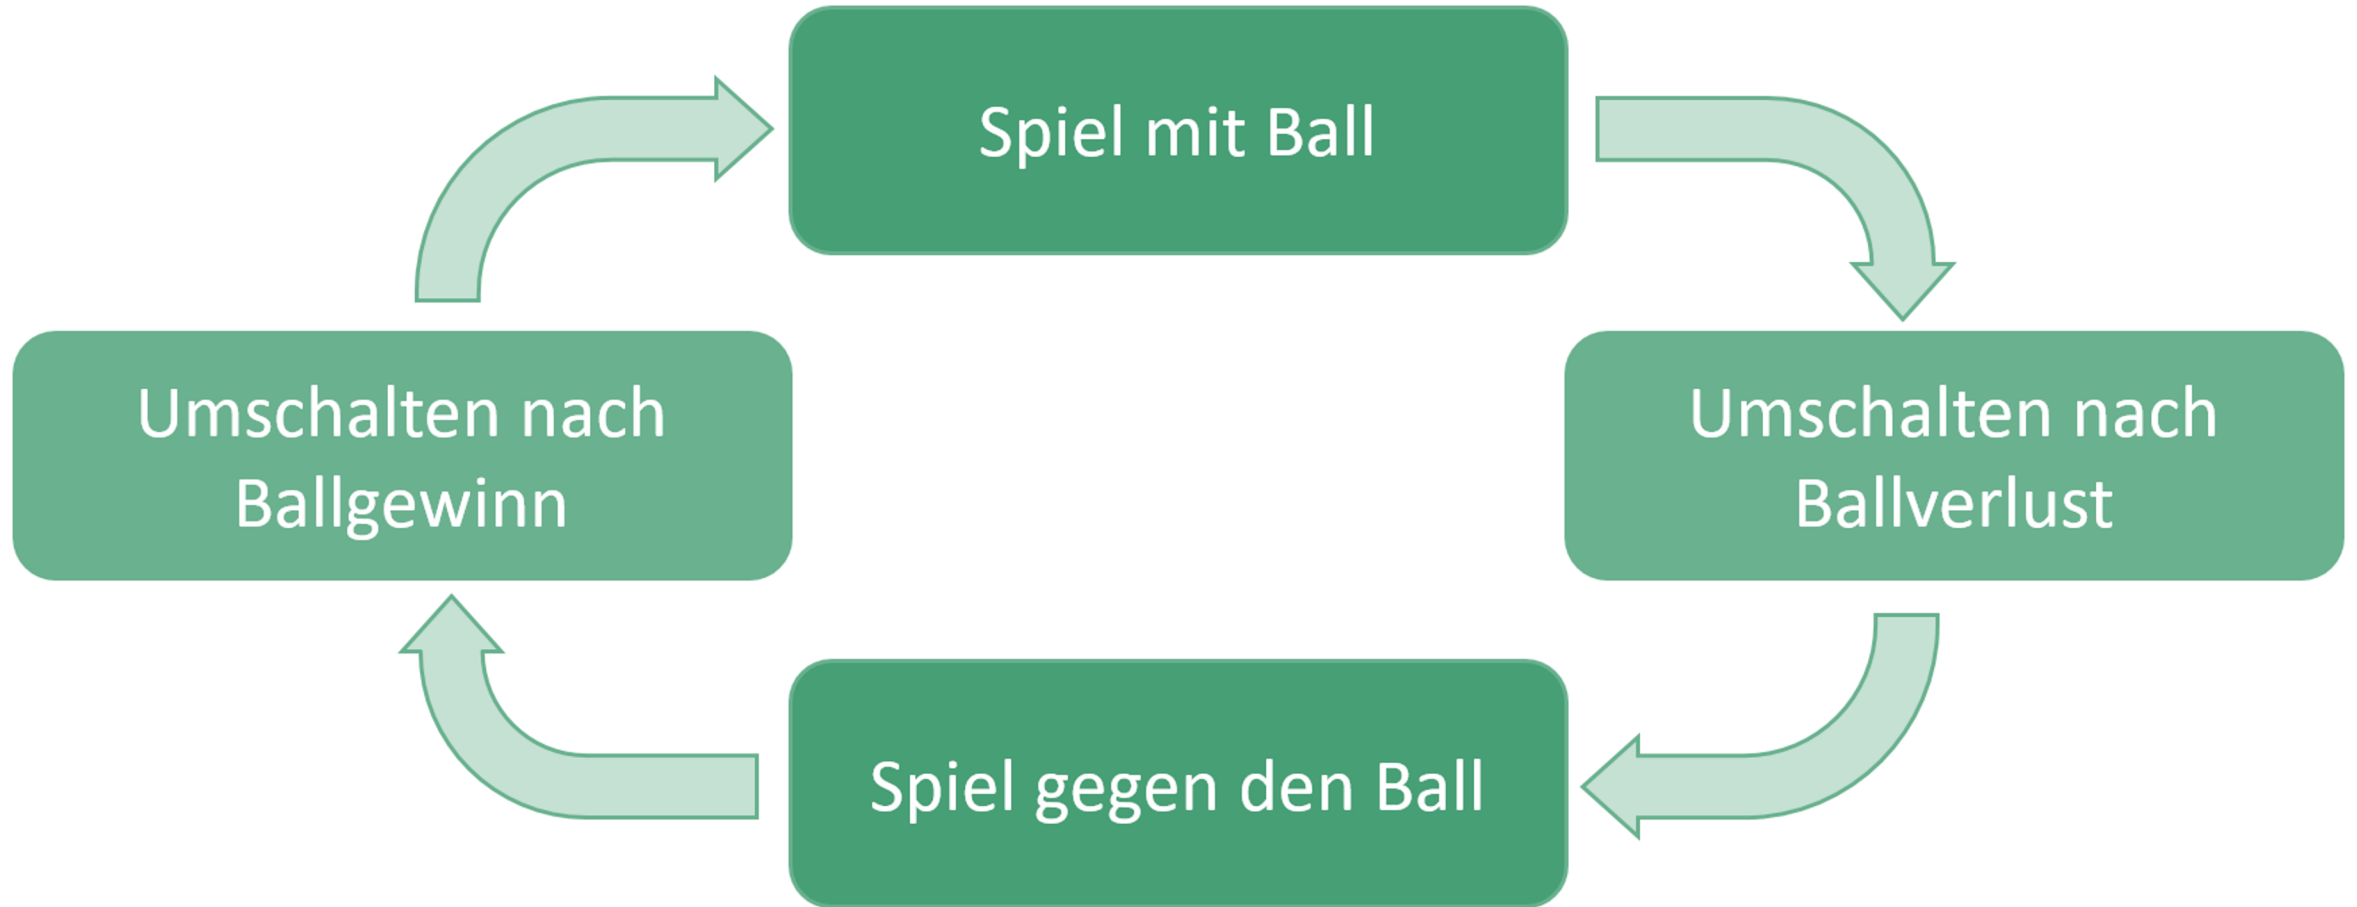 Spiel mit Ball
Umschalten nach
Ballgewinn
Umschalten nach
Ballverlust
Spiel gegen den Ball